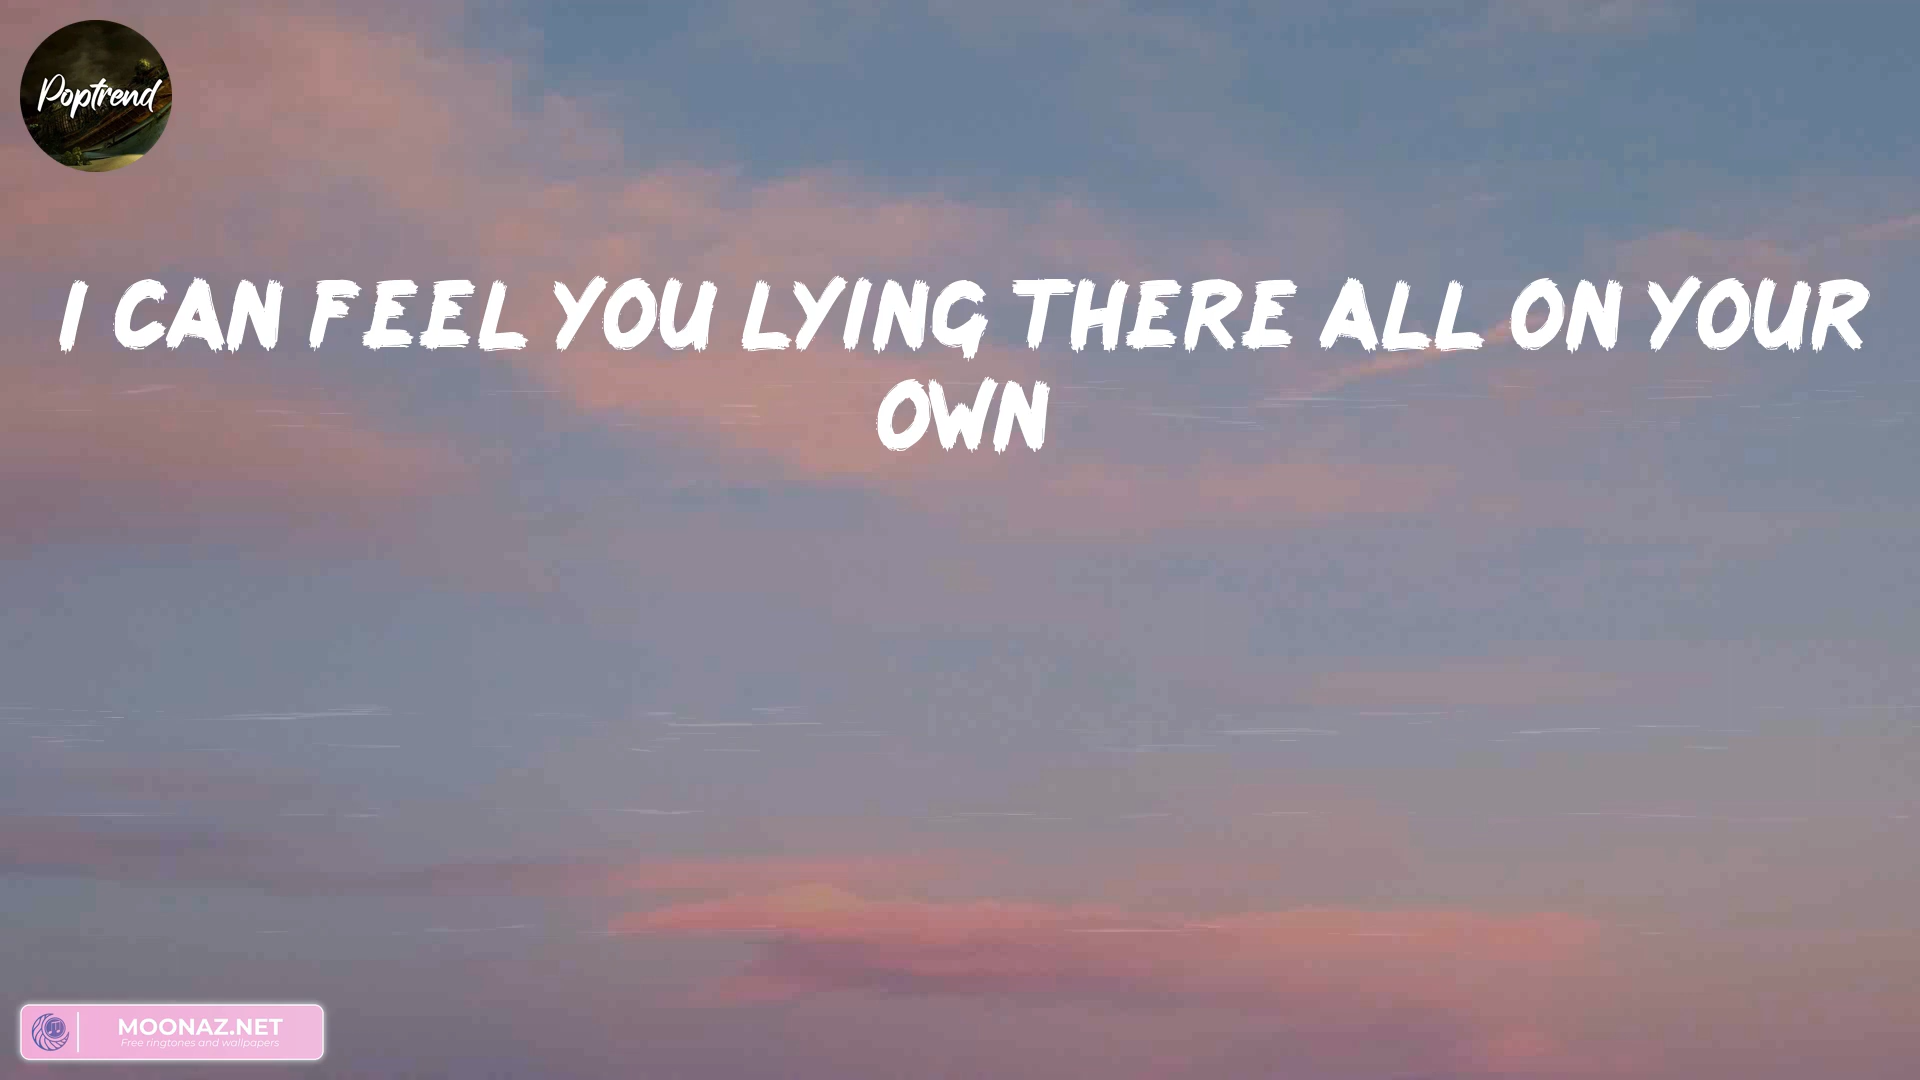 Poptrend
I CAN FEEL YOU LYING THERE ALL ON YOUR
OWN
MOONAZ.NET
Free ringtones and wallpapers